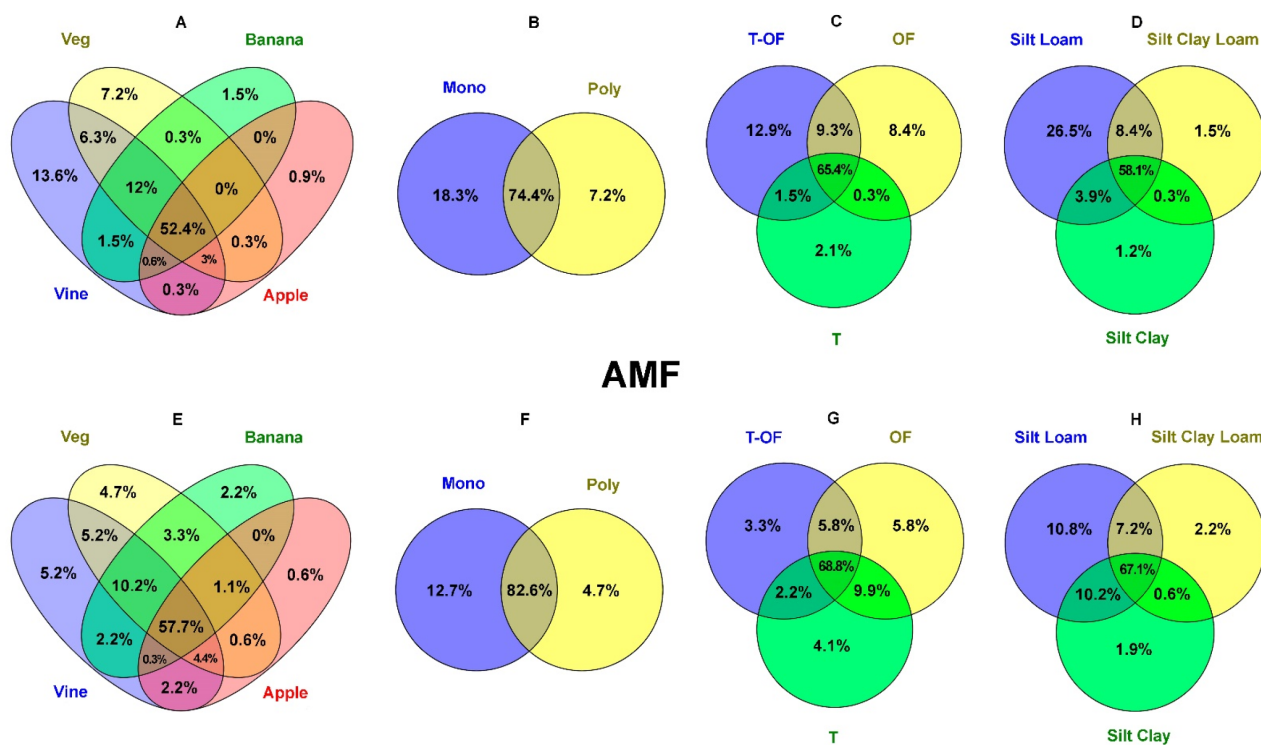 A
Veg Banana
7.2% 1.5%
6.3% 0.3% 0%
13.6% 12% 0% 0.9%
52.4%
1.5% 0.6% 3% 0.3%
0.3%
Vine Apple
B
Mono Poly
18.3% 74.4% 7.2%
C
T-OF OF
12.9% 9.3% 8.4%
65.4%
1.5% 0.3%
2.1%
T
D
Silt Loam Silt Clay Loam
26.5% 8.4% 1.5%
58.1%
3.9% 0.3%
1.2%
Silt Clay
AMF
E
Veg Banana
4.7% 2.2%
5.2% 3.3% 0%
5.2% 10.2% 1.1% 0.6%
57.7%
2.2% 0.3% 4.4% 0.6%
2.2%
Vine Apple
F
Mono Poly
12.7% 82.6% 4.7%
G
T-OF OF
3.3% 5.8% 5.8%
68.8%
2.2% 9.9%
4.1%
T
H
Silt Loam Silt Clay Loam
10.8% 7.2% 2.2%
67.1%
10.2% 0.6%
1.9%
Silt Clay